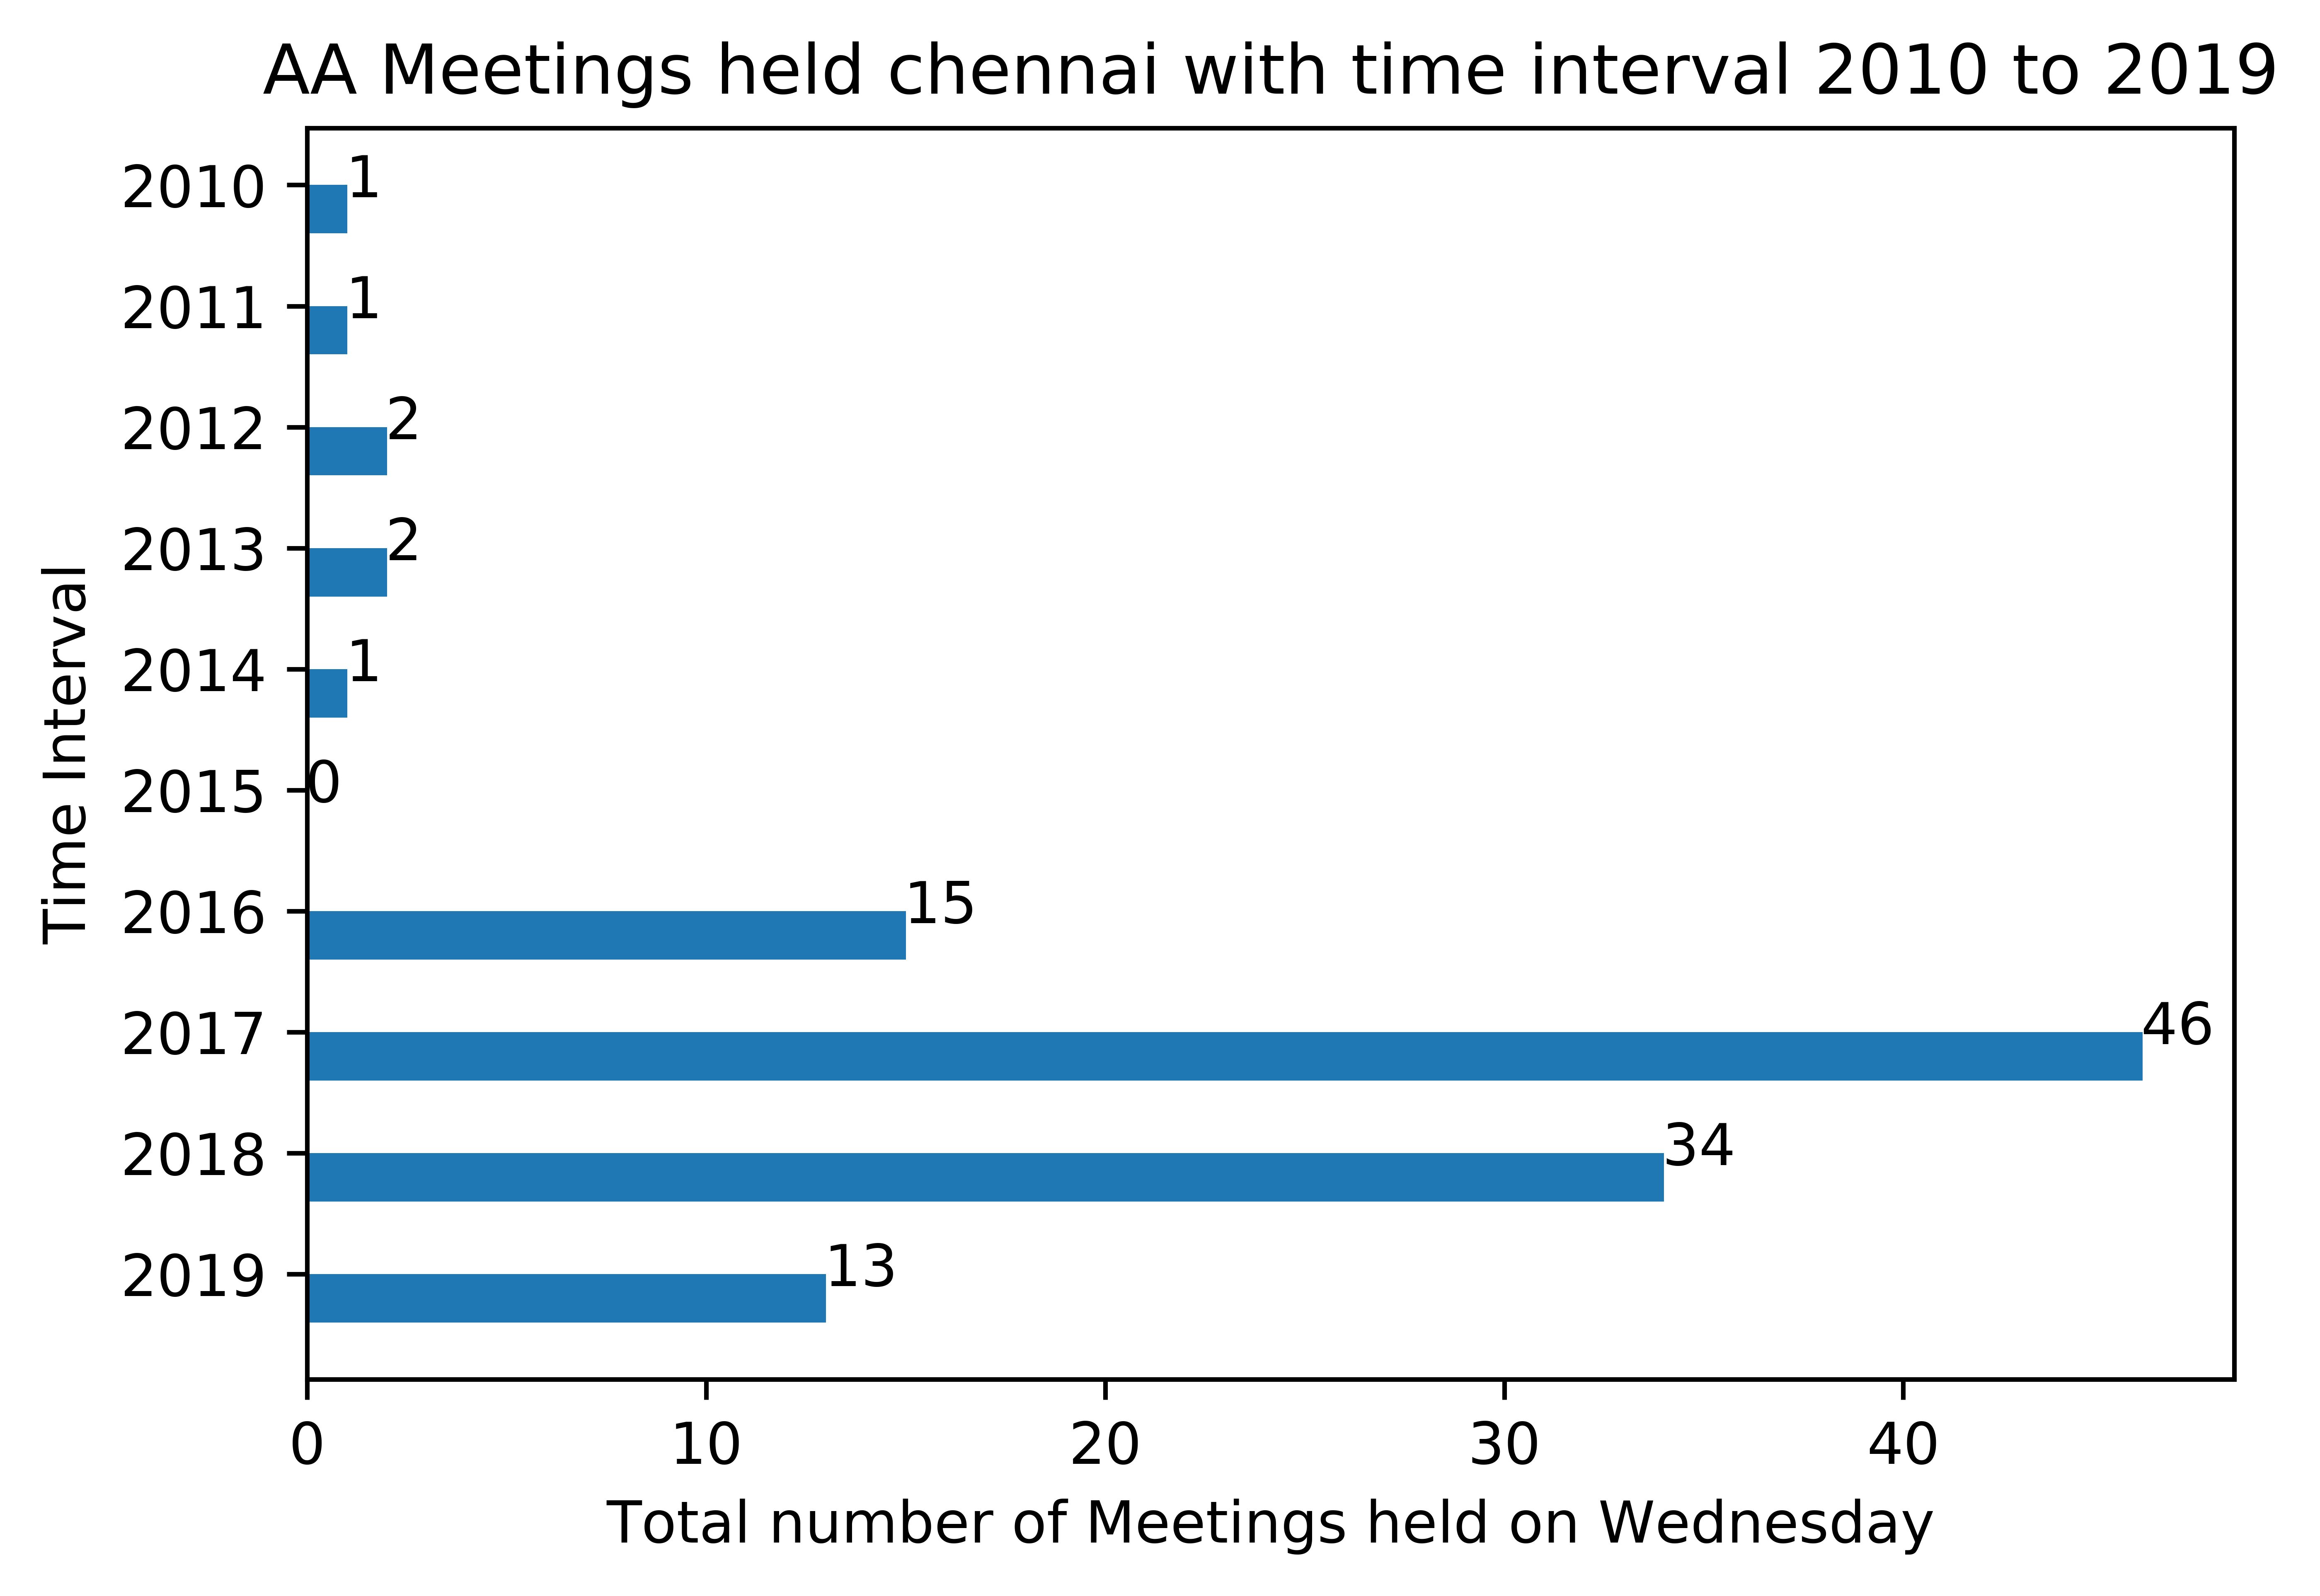 AA Meetings held chennai with time interval 2010 to 2019
Time Interval
2010 1
2011 1
2012 2
2013 2
2014 1
2015 0
2016 15
2017 46
2018 34
2019 13
0 10 20 30 40
Total number of Meetings held on Wednesday